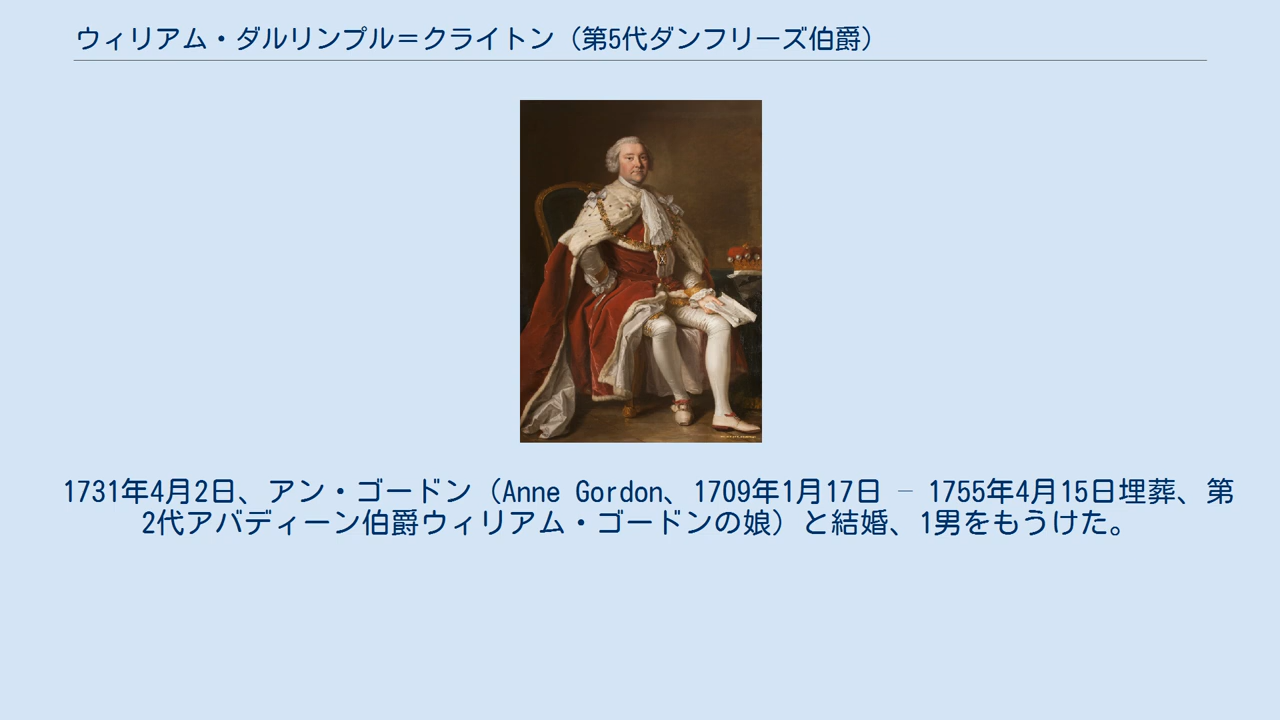 ウィリアム・ダルリンプル＝クライトン（第5代ダンフリーズ伯爵）
1731年4月2日、アン・ゴードン（Anne Gordon、1709年1月17日 – 1755年4月15日埋葬、第
2代アバディーン伯爵ウィリアム・ゴードンの娘）と結婚、1男をもうけた。